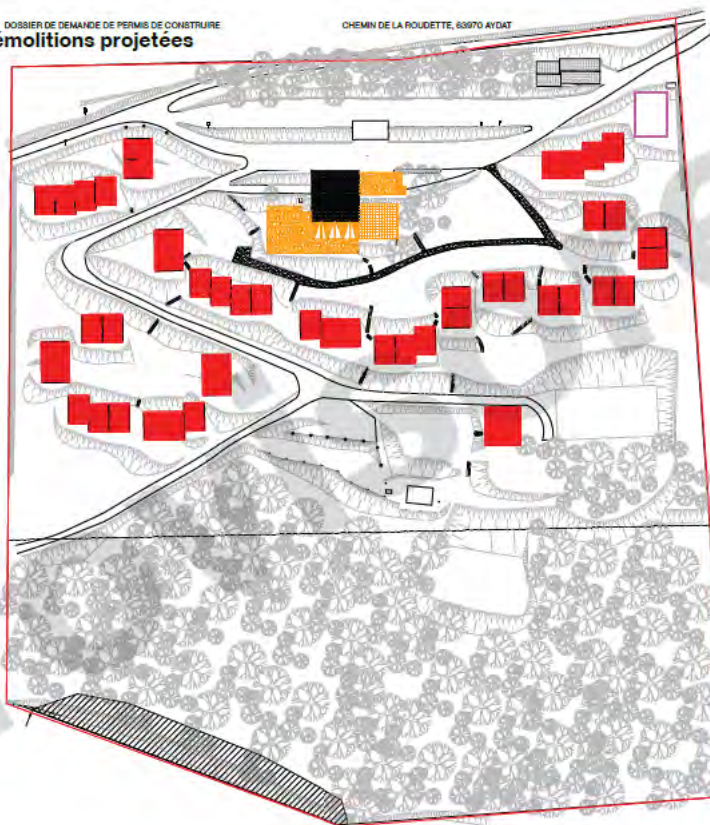 DOSSIER DE DEMANDE DE PERMIS DE CONSTRUIRE
CHEMIN DE LA ROUDETTE, 63970 AYDAT
émolitions projetées